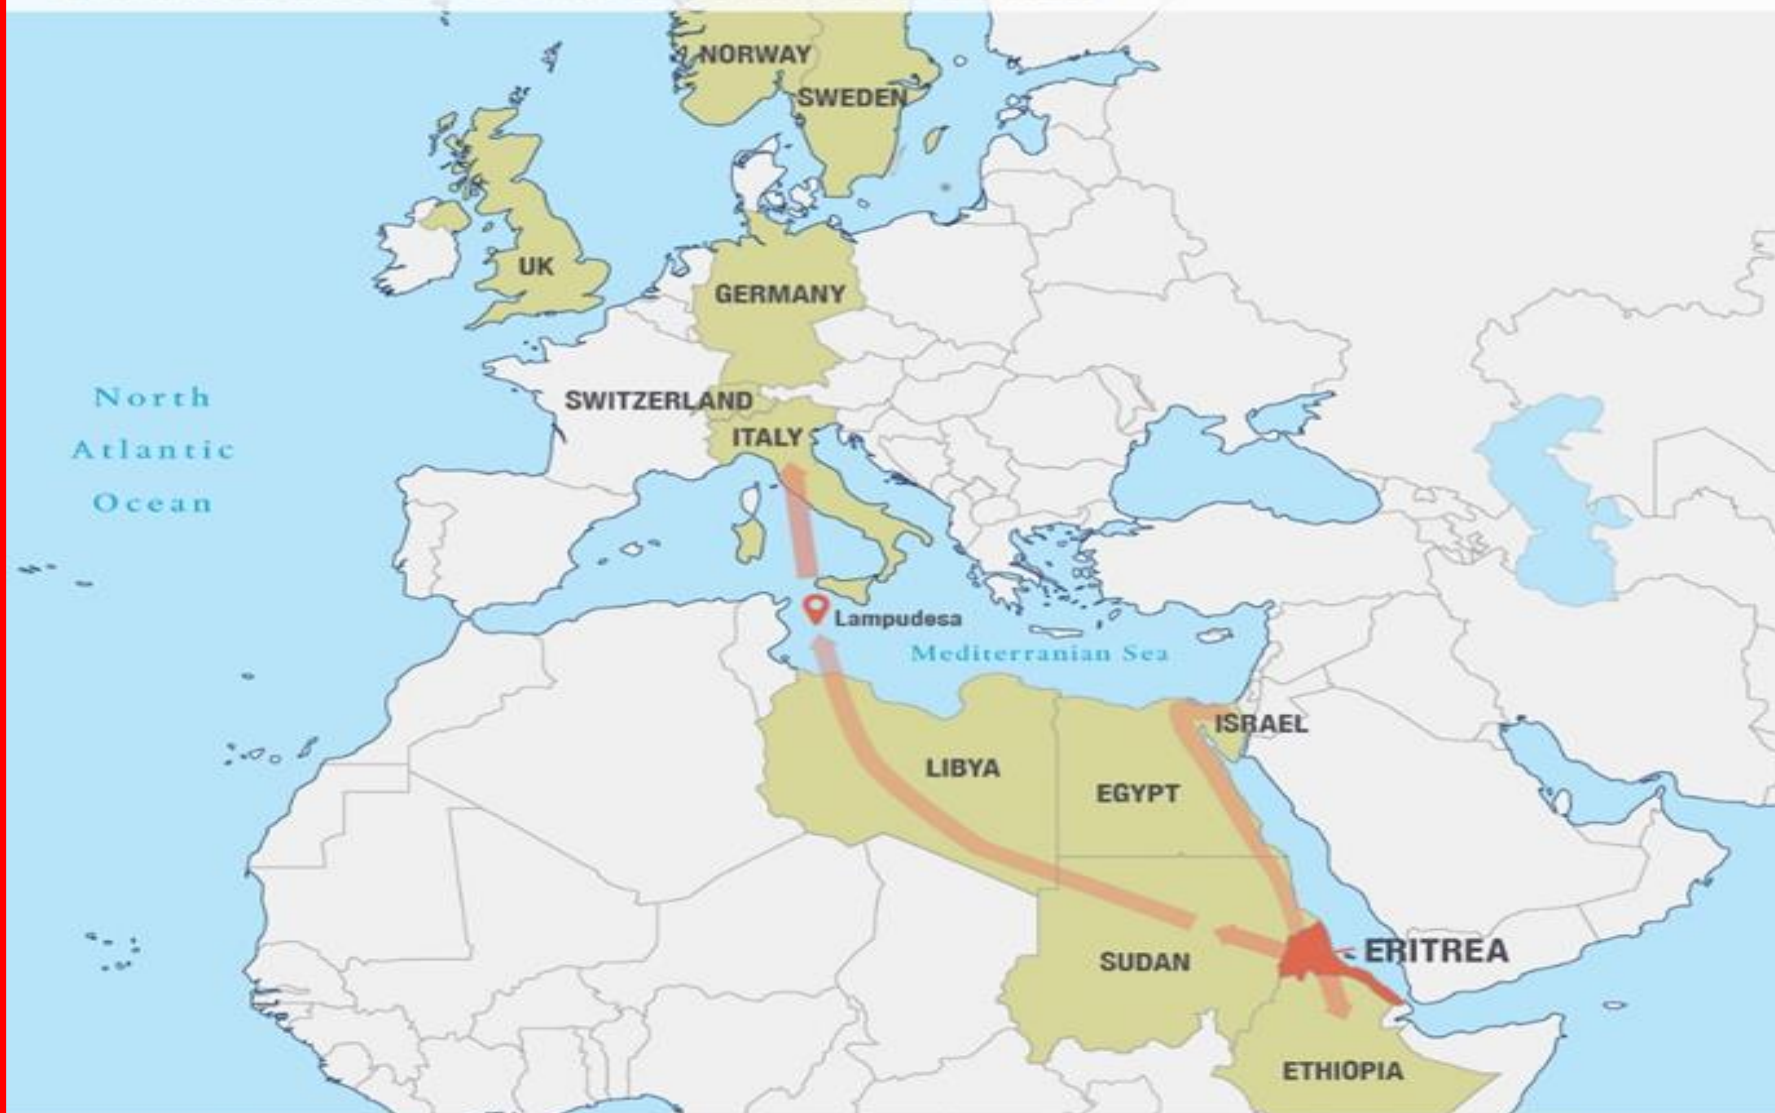 NORWAY
SWEDEN
UK
GERMANY
SWITZERLAND
ITALY
North
Atlantic
Ocean
Lampudesa
Mediterranian Sea
ISRAEL
LIBYA
EGYPT
SUDAN
ERITREA
ETHIOPIA